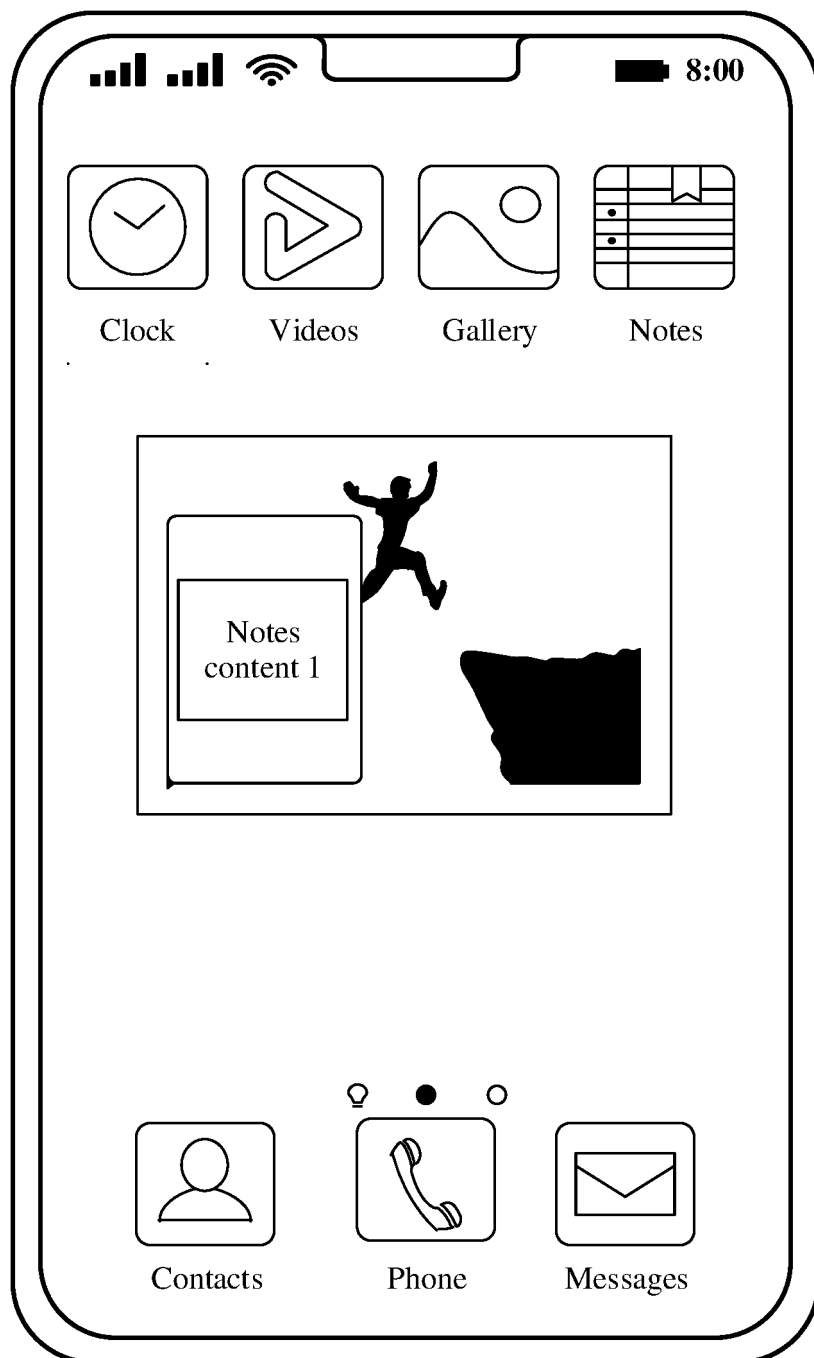 8:00
Clock Videos Gallery Notes
Notes
content 1
Contacts Phone Messages